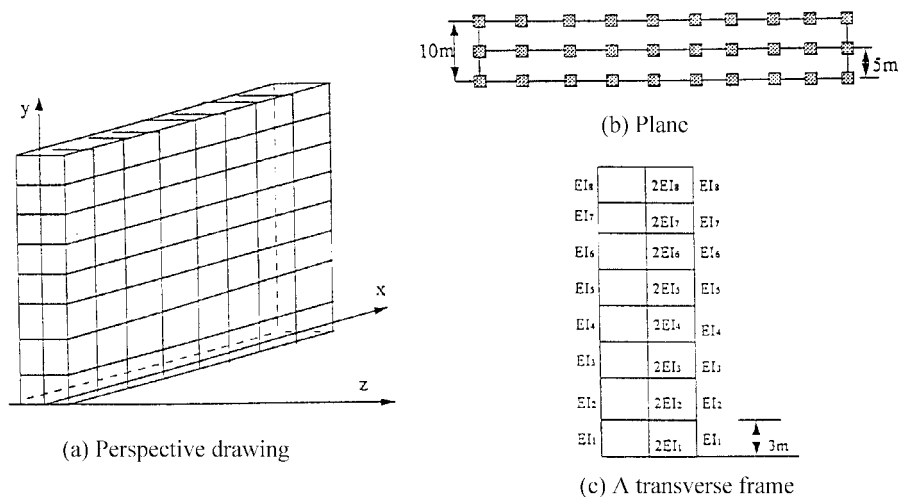 y
x
z
(a) Perspective drawing
10m
5m
(b) Plane
EI₈ 2EI₈ EI₈
EI₇ 2EI₇ EI₇
EI₆ 2EI₆ EI₆
EI₅ 2EI₅ EI₅
EI₄ 2EI₄ EI₄
EI₃ 2EI₃ EI₃
EI₂ 2EI₂ EI₂
EI₁ 2EI₁ EI₁
3m
(c) A transverse frame